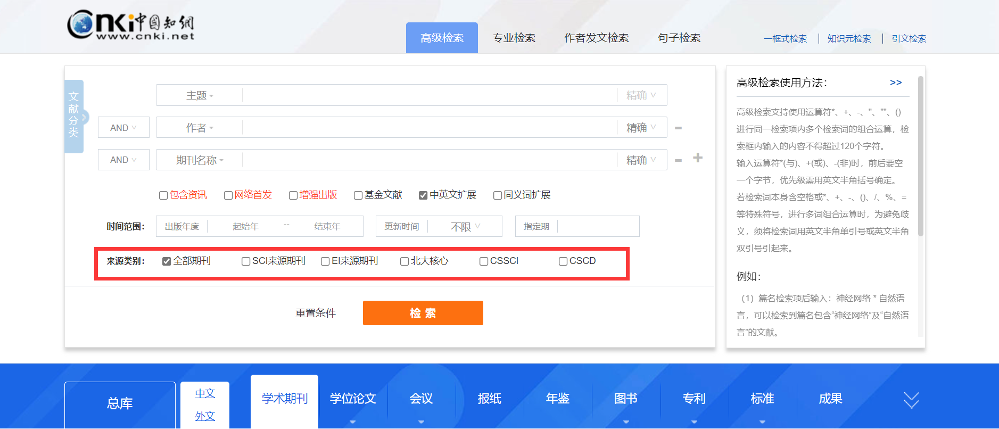 cnki中国知網
www.cnki.net
高级检索 专业检索 作者发文检索 句子检索
一框式检索 | 知识元检索 | 引文检索
文献分类
主题 精确
AND 作者 精确 -
AND 期刊名称 精确 - +
包含资讯 网络首发 增强出版 基金文献 中英文扩展 同义词扩展
时间范围： 出版年度 起始年 -- 结束年 更新时间 不限 指定期
来源类别： 全部期刊 SCI来源期刊 EI来源期刊 北大核心 CSSCI CSCD
重置条件 检索
高级检索使用方法： >>
高级检索支持使用运算符*、+、-、''、""、()
进行同一检索项内多个检索词的组合运算，检
索框内输入的内容不得超过120个字符。
输入运算符*(与)、+(或)、-(非)时，前后要空
一个字节，优先级需用英文半角括号确定。
若检索词本身含空格或*、+、-、()、/、%、=
等特殊符号，进行多词组合运算时，为避免歧
义，须将检索词用英文半角单引号或英文半角
双引号引起来。
例如：
（1）篇名检索项后输入：神经网络 * 自然语
言，可以检索到篇名包含“神经网络”及“自然语
言”的文献。
总库
中文
外文
学术期刊 学位论文 会议 报纸 年鉴 图书 专利 标准 成果